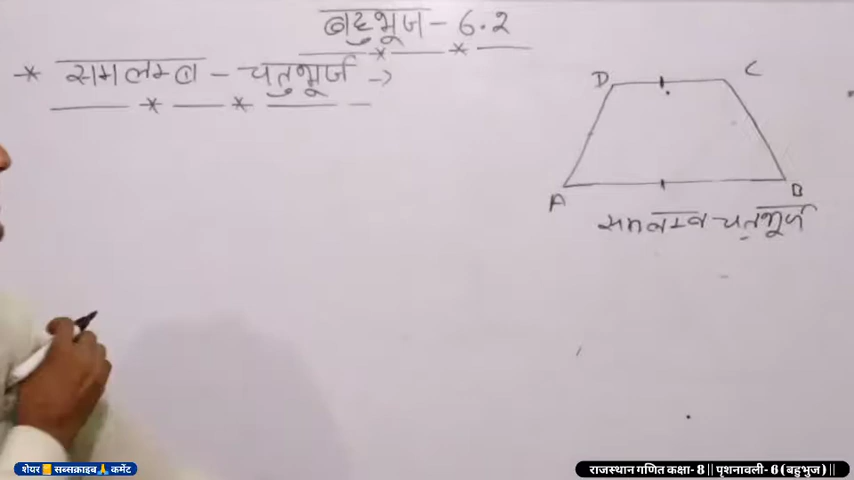 बहुभूज - 6.2
* समलम्ब - चतुर्भूज ->
D C
A B
समलम्ब चतुर्भूज
शेयर सब्सक्राइब कमेंट
राजस्थान गणित कक्षा- 8 || पृशनावली- 6 (बहुभुज) ||